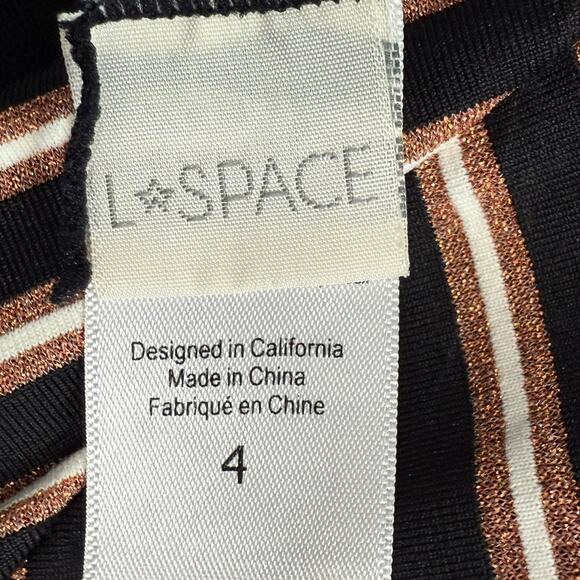 L☆SPACE
Designed in California
Made in China
Fabriqué en Chine
4